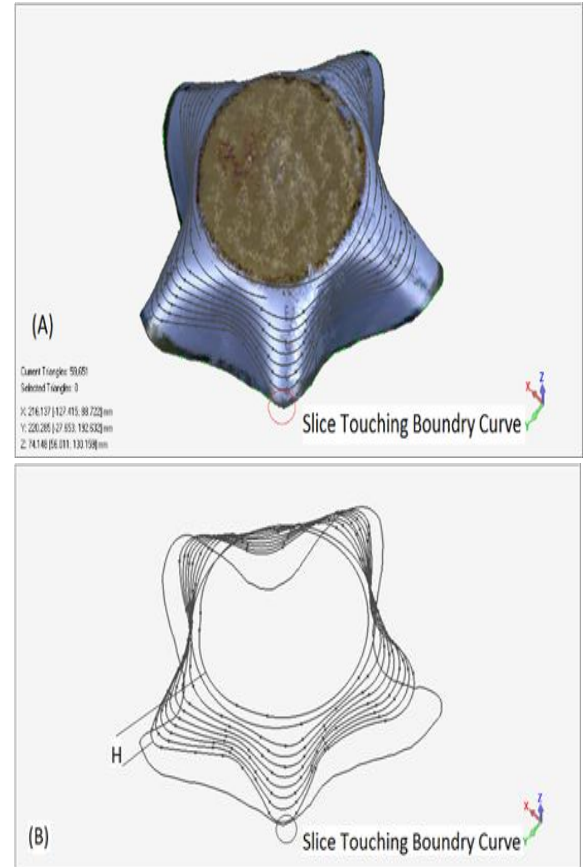 (A)
Current Triangles: 59,651
Selected Triangles: 0
X: 216.137 [-127.415, 88.722] mm
Y: 220.285 [-27.653, 192.632] mm
Z: 74.148 [56.011, 130.159] mm
Slice Touching Boundry Curve
X
Y
Z
H
(B)
Slice Touching Boundry Curve
X
Y
Z